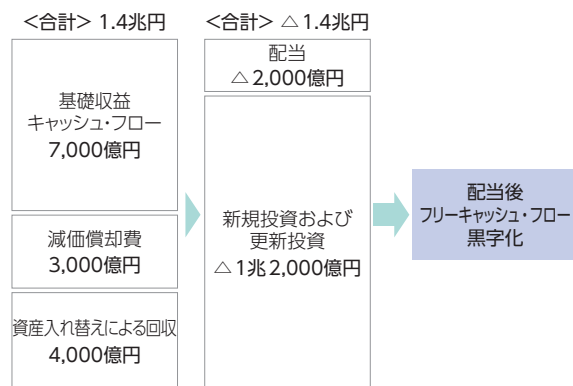 <合計> 1.4兆円
基礎収益
キャッシュ・フロー
7,000億円
減価償却費
3,000億円
資産入れ替えによる回収
4,000億円
<合計> △1.4兆円
配当
△2,000億円
新規投資および
更新投資
△1兆2,000億円
配当後
フリーキャッシュ・フロー
黒字化